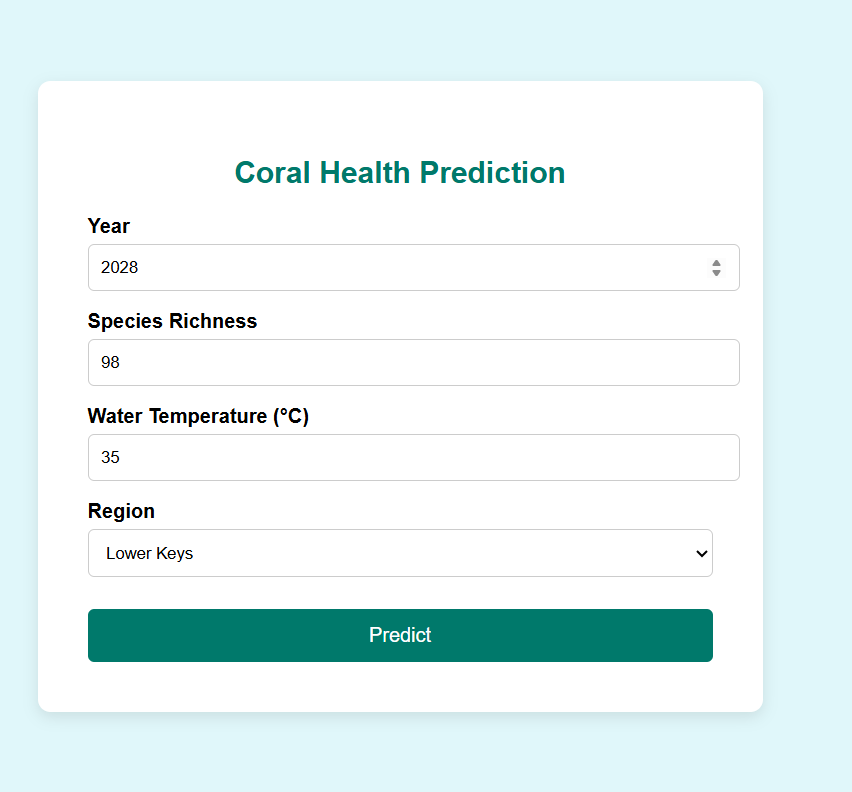 Coral Health Prediction
Year
2028
Species Richness
98
Water Temperature (°C)
35
Region
Lower Keys
Predict